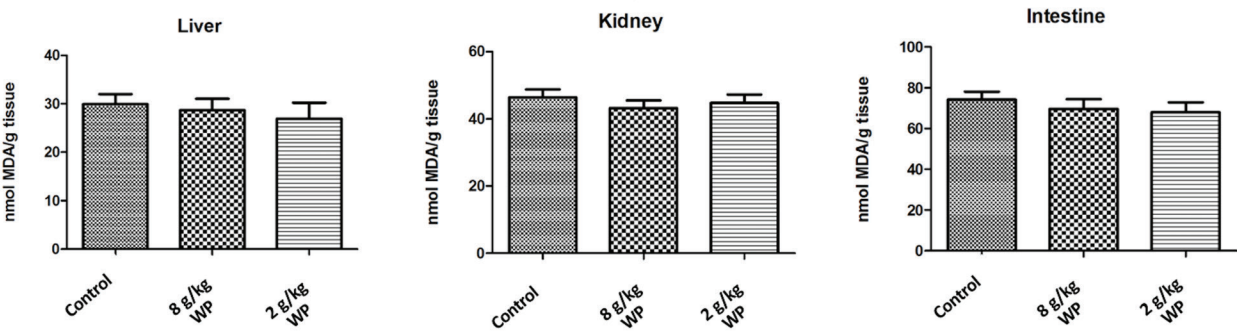 Liver
nmol MDA/g tissue
40
30
20
10
0
Control
8 g/kg
WP
2 g/kg
WP
Kidney
nmol MDA/g tissue
60
40
20
0
Control
8 g/kg
WP
2 g/kg
WP
Intestine
nmol MDA/g tissue
100
80
60
40
20
0
Control
8 g/kg
WP
2 g/kg
WP